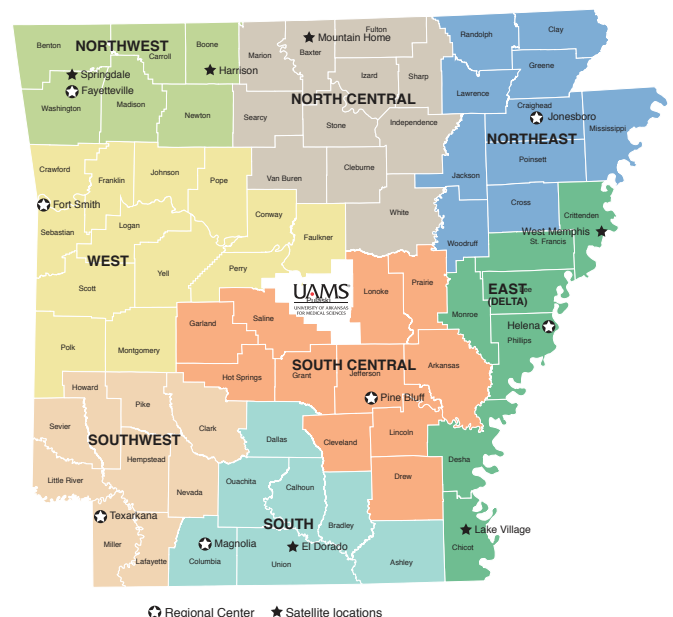 Fulton
Randolph
Clay
Benton
NORTHWEST
Boone
Mountain Home
Marion
Baxter
Carroll
Greene
Springdale
Harrison
Izard
Sharp
Fayetteville
Lawrence
NORTH CENTRAL
Washington
Madison
Newton
Searcy
Craighead
Jonesboro
Independence
Stone
Mississippi
NORTHEAST
Poinsett
Crawford
Johnson
Cleburne
Franklin
Pope
Van Buren
Jackson
Fort Smith
Cross
Conway
White
Crittenden
Logan
Sebastian
Faulkner
West Memphis
Woodruff
St. Francis
WEST
Perry
Yell
Prairie
Scott
Lonoke
EAST
(DELTA)
UAMS
Pulaski
UNIVERSITY OF ARKANSAS
FOR MEDICAL SCIENCES
Monroe
Garland
Saline
Helena
Phillips
Polk
Montgomery
SOUTH CENTRAL
Arkansas
Hot Springs
Grant
Jefferson
Howard
Pine Bluff
Pike
Sevier
Clark
SOUTHWEST
Dallas
Cleveland
Lincoln
Hempstead
Desha
Little River
Ouachita
Drew
Nevada
Calhoun
Texarkana
SOUTH
Bradley
Lake Village
Miller
Magnolia
El Dorado
Chicot
Lafayette
Columbia
Union
Ashley
Regional Center
Satellite locations